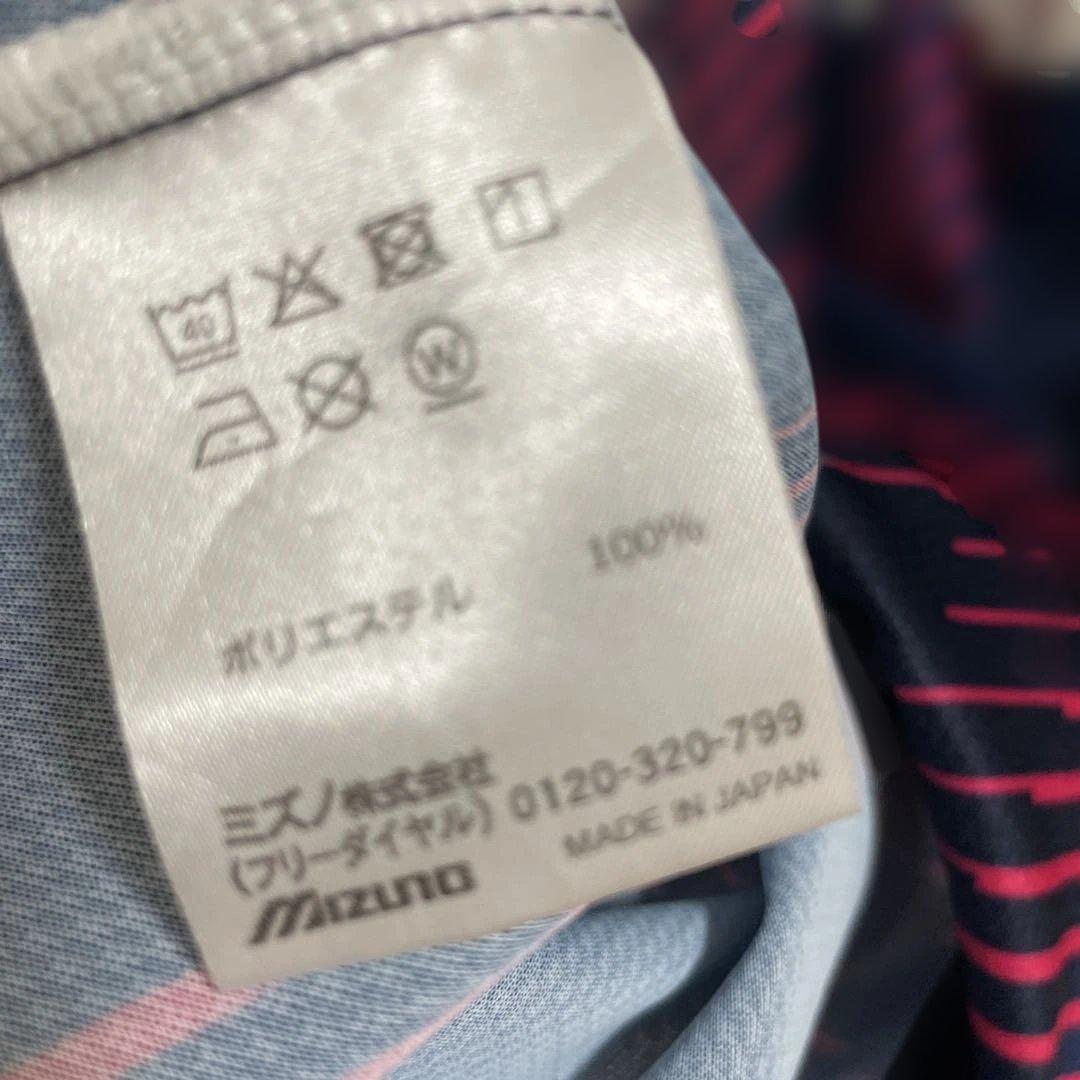 40
W
ポリエステル 100%
ミズノ株式会社
(フリーダイヤル) 0120-320-799
MIZUNO MADE IN JAPAN